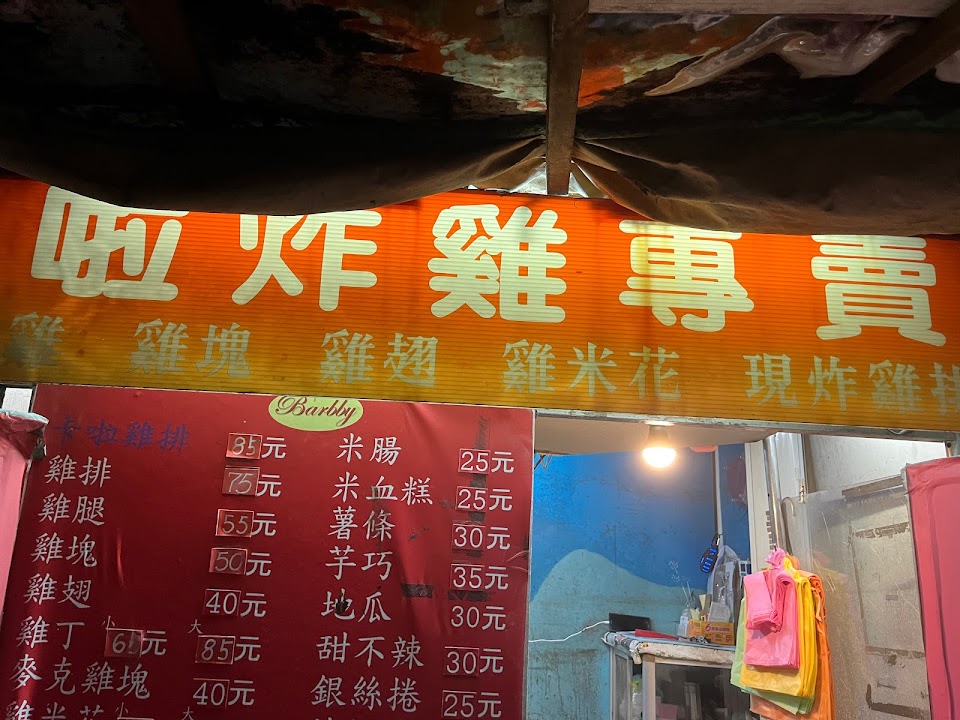 啦炸雞專賣
雞 雞塊 雞翅 雞米花 現炸雞排
Barbby
卡啦雞排 85元
雞排 75元
雞腿 55元
雞塊 50元
雞翅 40元
雞丁 小 元 大 85元
麥克雞塊 40元
雞米花 小 大
米腸 25元
米血糕 25元
薯條 30元
芋巧 35元
地瓜 30元
甜不辣 30元
銀絲捲 25元